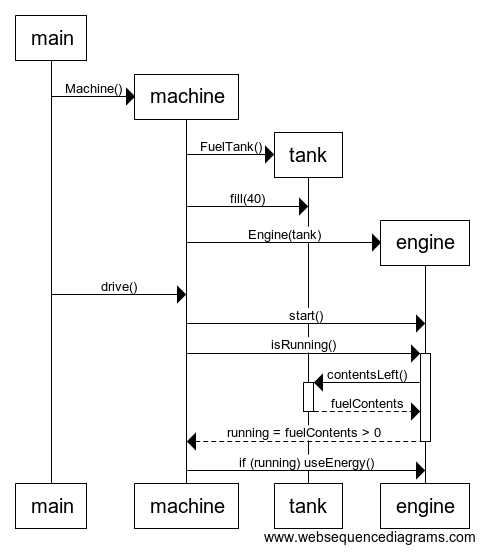 main
Machine()
machine
FuelTank()
tank
fill(40)
Engine(tank)
engine
drive()
start()
isRunning()
contentsLeft()
fuelContents
running = fuelContents > 0
if (running) useEnergy()
main
machine
tank
engine
www.websequencediagrams.com